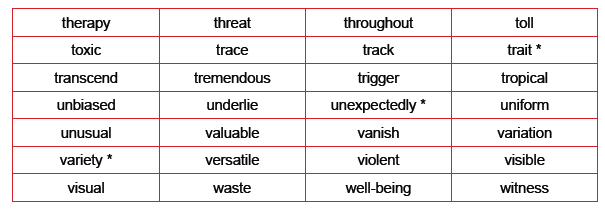 therapy threat throughout toll
toxic trace track trait *
transcend tremendous trigger tropical
unbiased underlie unexpectedly * uniform
unusual valuable vanish variation
variety * versatile violent visible
visual waste well-being witness